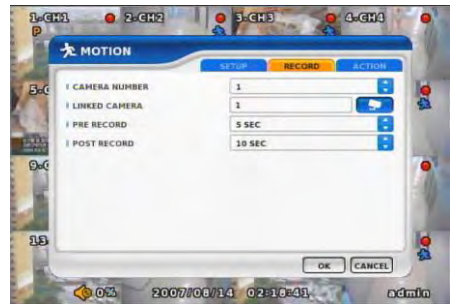 1-CH1 2-CH2 3-CH3 4-CH4
P
MOTION
SETUP RECORD ACTION
CAMERA NUMBER 1
LINKED CAMERA 1
PRE RECORD 5 SEC
POST RECORD 10 SEC
OK CANCEL
0% 2007/08/14 02:18:41 admin